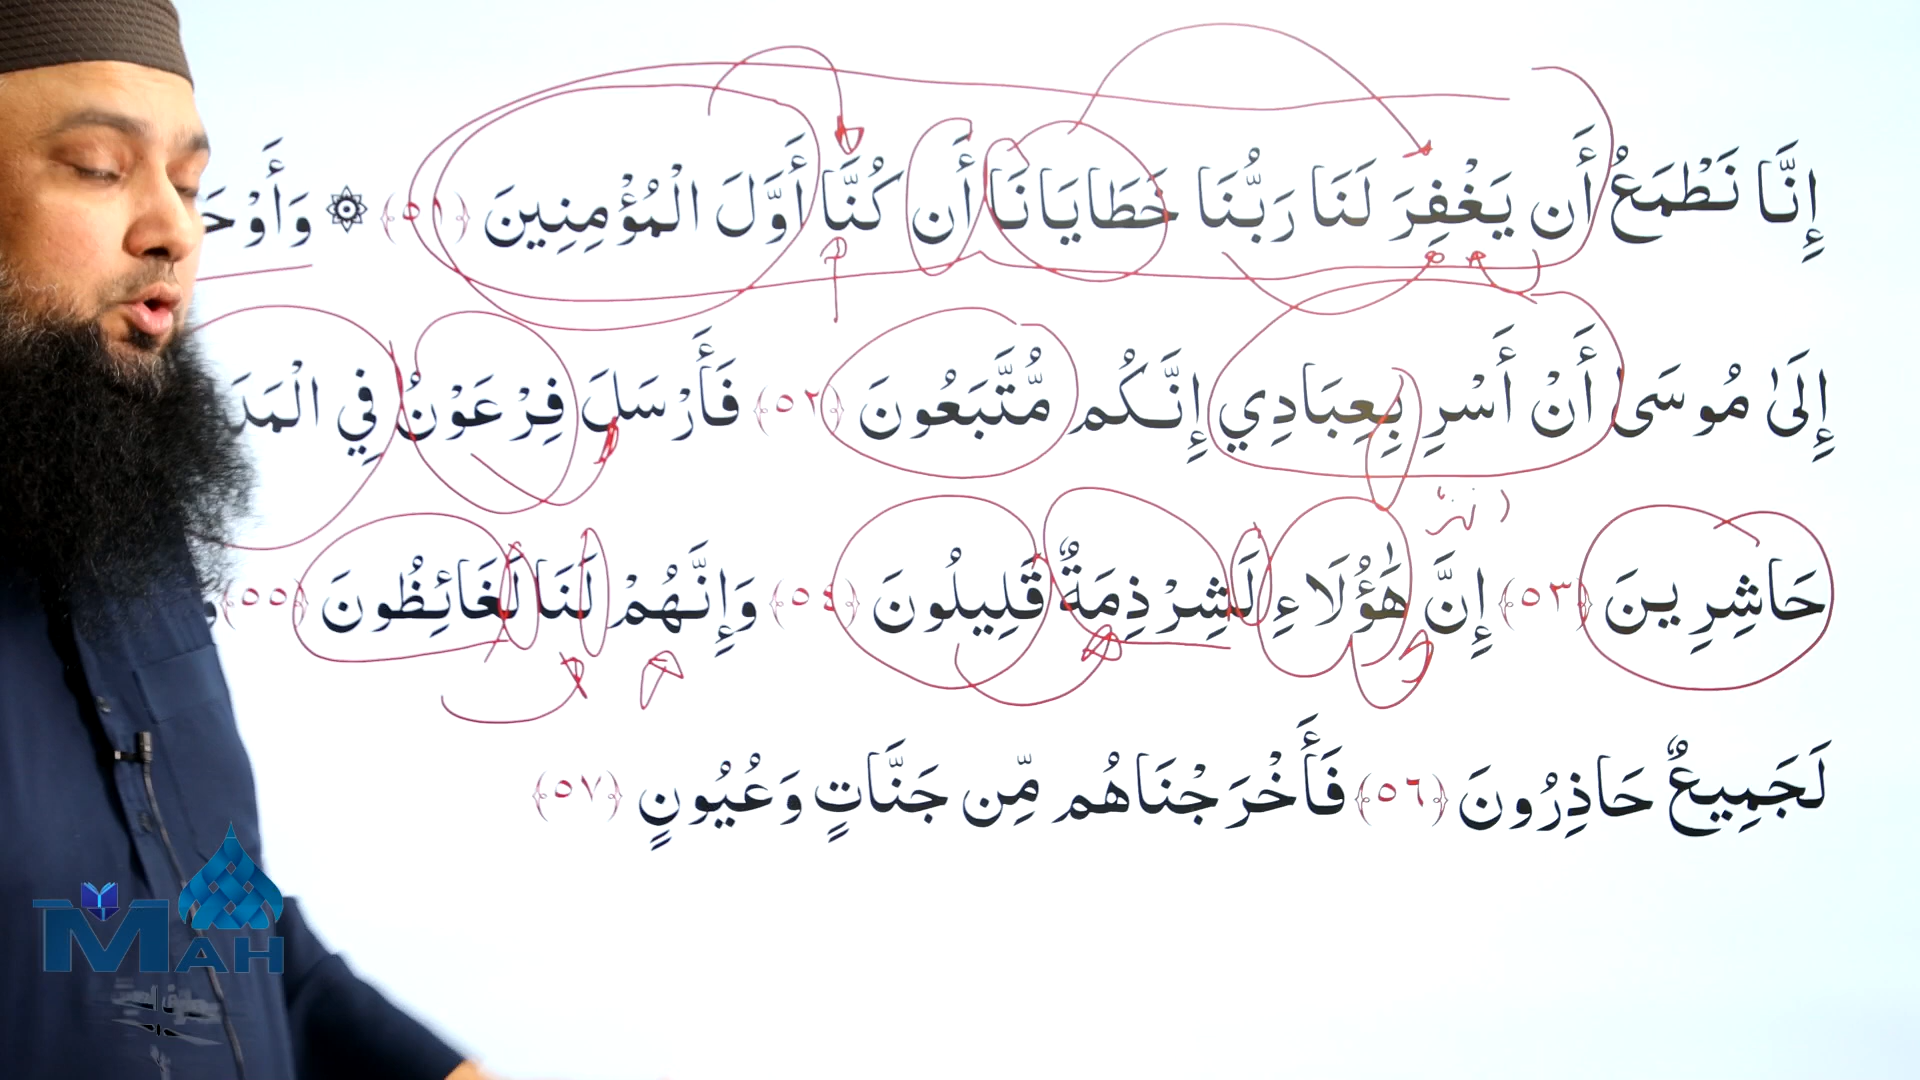 إِنَّا نَطْمَعُ أَن يَغْفِرَ لَنَا رَبُّنَا خَطَايَانَا أَن كُنَّا أَوَّلَ الْمُؤْمِنِينَ ﴿٥١﴾ ۞
إِلَىٰ مُوسَى أَنْ أَسْرِ بِعِبَادِي إِنَّكُم مُّتَّبَعُونَ ﴿٥٢﴾ فَأَرْسَلَ فِرْعَوْنُ فِي
حَاشِرِينَ ﴿٥٣﴾ إِنَّ هَٰؤُلَاءِ لَشِرْذِمَةٌ قَلِيلُونَ ﴿٥٤﴾ وَإِنَّهُمْ لَنَا لَغَائِظُونَ ﴿٥٥﴾
لَجَمِيعٌ حَاذِرُونَ ﴿٥٦﴾ فَأَخْرَجْنَاهُم مِّن جَنَّاتٍ وَعُيُونٍ ﴿٥٧﴾
MAH